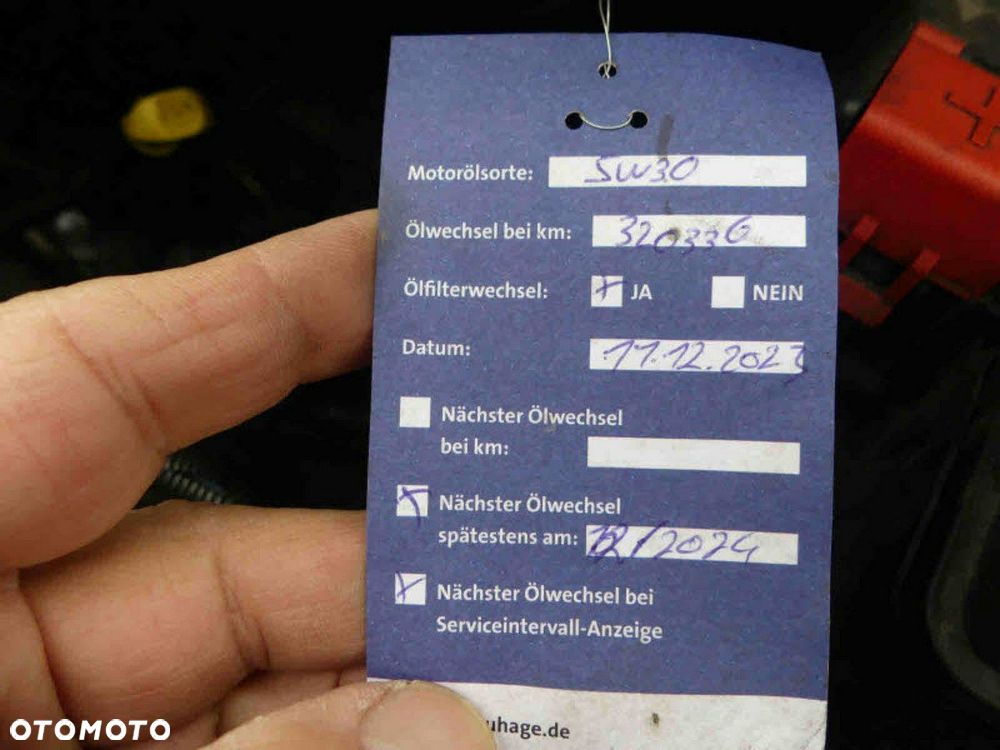 Motorölsorte: 5W30
Ölwechsel bei km: 320336
Ölfilterwechsel: JA NEIN
Datum: 11.12.2023
Nächster Ölwechsel
bei km:
Nächster Ölwechsel
spätestens am: 12/2024
Nächster Ölwechsel bei
Serviceintervall-Anzeige
uhage.de
OTOMOTO